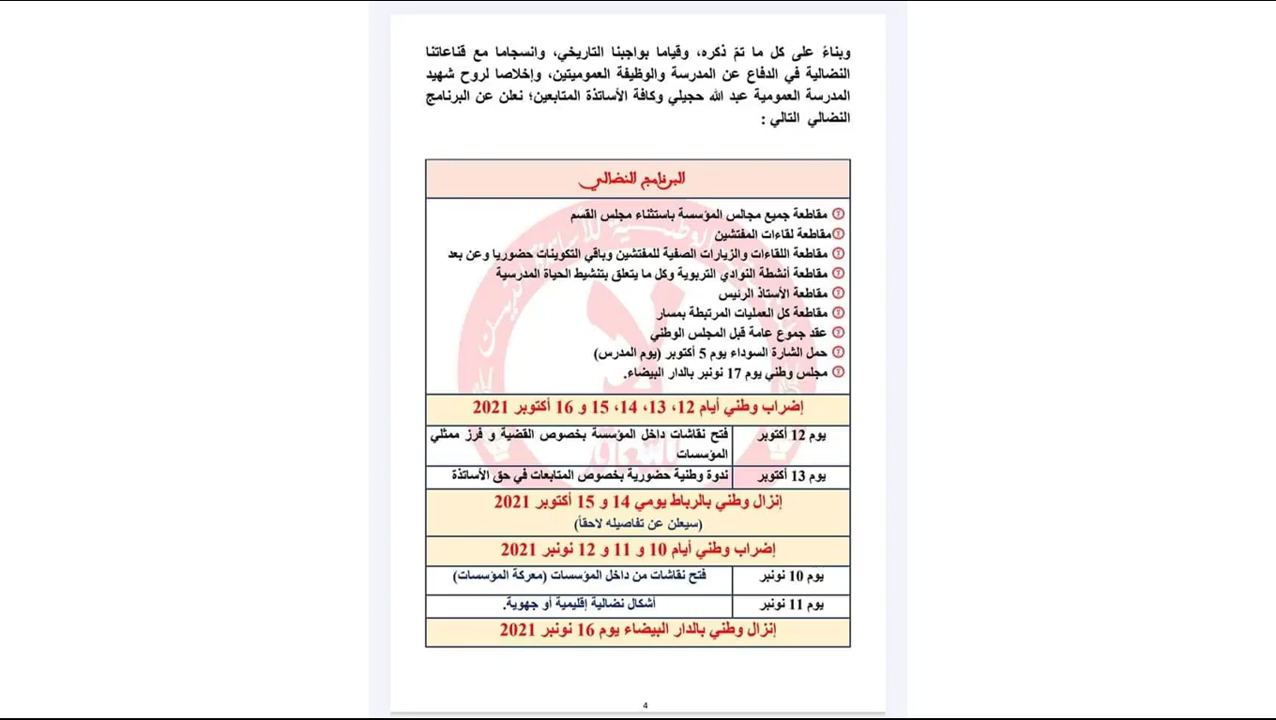 وبناءً على كل ما تمّ ذكره، وقياما بواجبنا التاريخي، وانسجاما مع قناعاتنا
النضالية في الدفاع عن المدرسة والوظيفة العموميتين، وإخلاصا لروح شهيد
المدرسة العمومية عبد الله حجيلي وكافة الأساتذة المتابعين؛ نعلن عن البرنامج
النضالي التالي :
البرنامج النضالي
مقاطعة جميع مجالس المؤسسة باستثناء مجلس القسم
مقاطعة لقاءات المفتشين
مقاطعة اللقاءات والزيارات الصفية للمفتشين وباقي التكوينات حضوريا وعن بعد
مقاطعة أنشطة النوادي التربوية وكل ما يتعلق بتنشيط الحياة المدرسية
مقاطعة الأستاذ الرئيس
مقاطعة كل العمليات المرتبطة بمسار
عقد جموع عامة قبل المجلس الوطني
حمل الشارة السوداء يوم 5 أكتوبر (يوم المدرس)
مجلس وطني يوم 17 نونبر بالدار البيضاء.
إضراب وطني أيام 12، 13، 14، 15 و 16 أكتوبر 2021
يوم 12 أكتوبر فتح نقاشات داخل المؤسسة بخصوص القضية و فرز ممثلي
المؤسسات
يوم 13 أكتوبر ندوة وطنية حضورية بخصوص المتابعات في حق الأساتذة
إنزال وطني بالرباط يومي 14 و 15 أكتوبر 2021
(سيعلن عن تفاصيله لاحقاً)
إضراب وطني أيام 10 و 11 و 12 نونبر 2021
يوم 10 نونبر فتح نقاشات من داخل المؤسسات (معركة المؤسسات)
يوم 11 نونبر أشكال نضالية إقليمية أو جهوية.
إنزال وطني بالدار البيضاء يوم 16 نونبر 2021
4